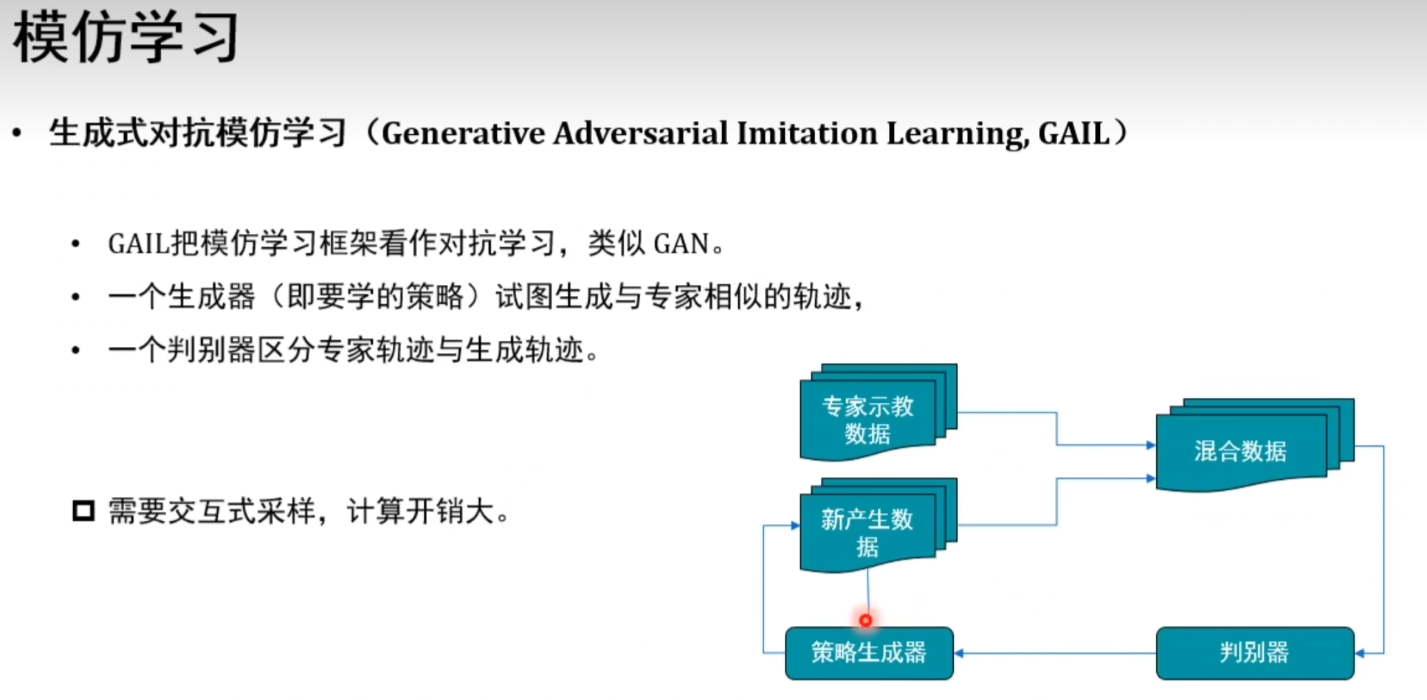 模仿学习
• 生成式对抗模仿学习（Generative Adversarial Imitation Learning, GAIL）
• GAIL把模仿学习框架看作对抗学习，类似 GAN。
• 一个生成器（即要学的策略）试图生成与专家相似的轨迹，
• 一个判别器区分专家轨迹与生成轨迹。
需要交互式采样，计算开销大。
专家示教
数据
混合数据
新产生数
据
策略生成器
判别器